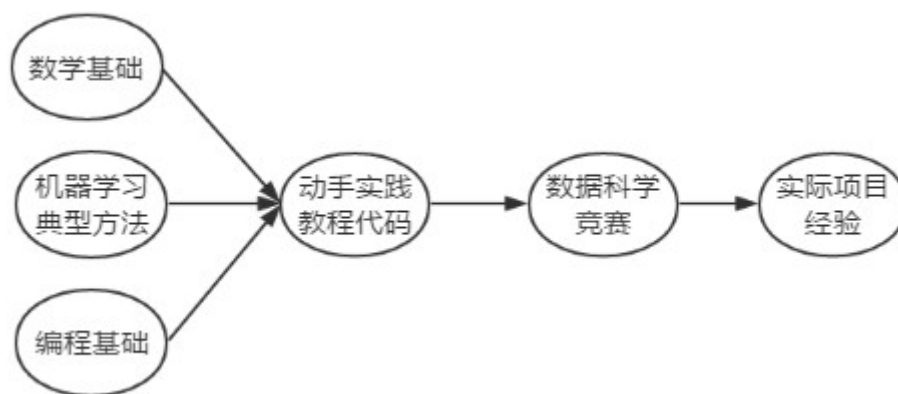 数学基础
机器学习
典型方法
编程基础
动手实践
教程代码
数据科学
竞赛
实际项目
经验